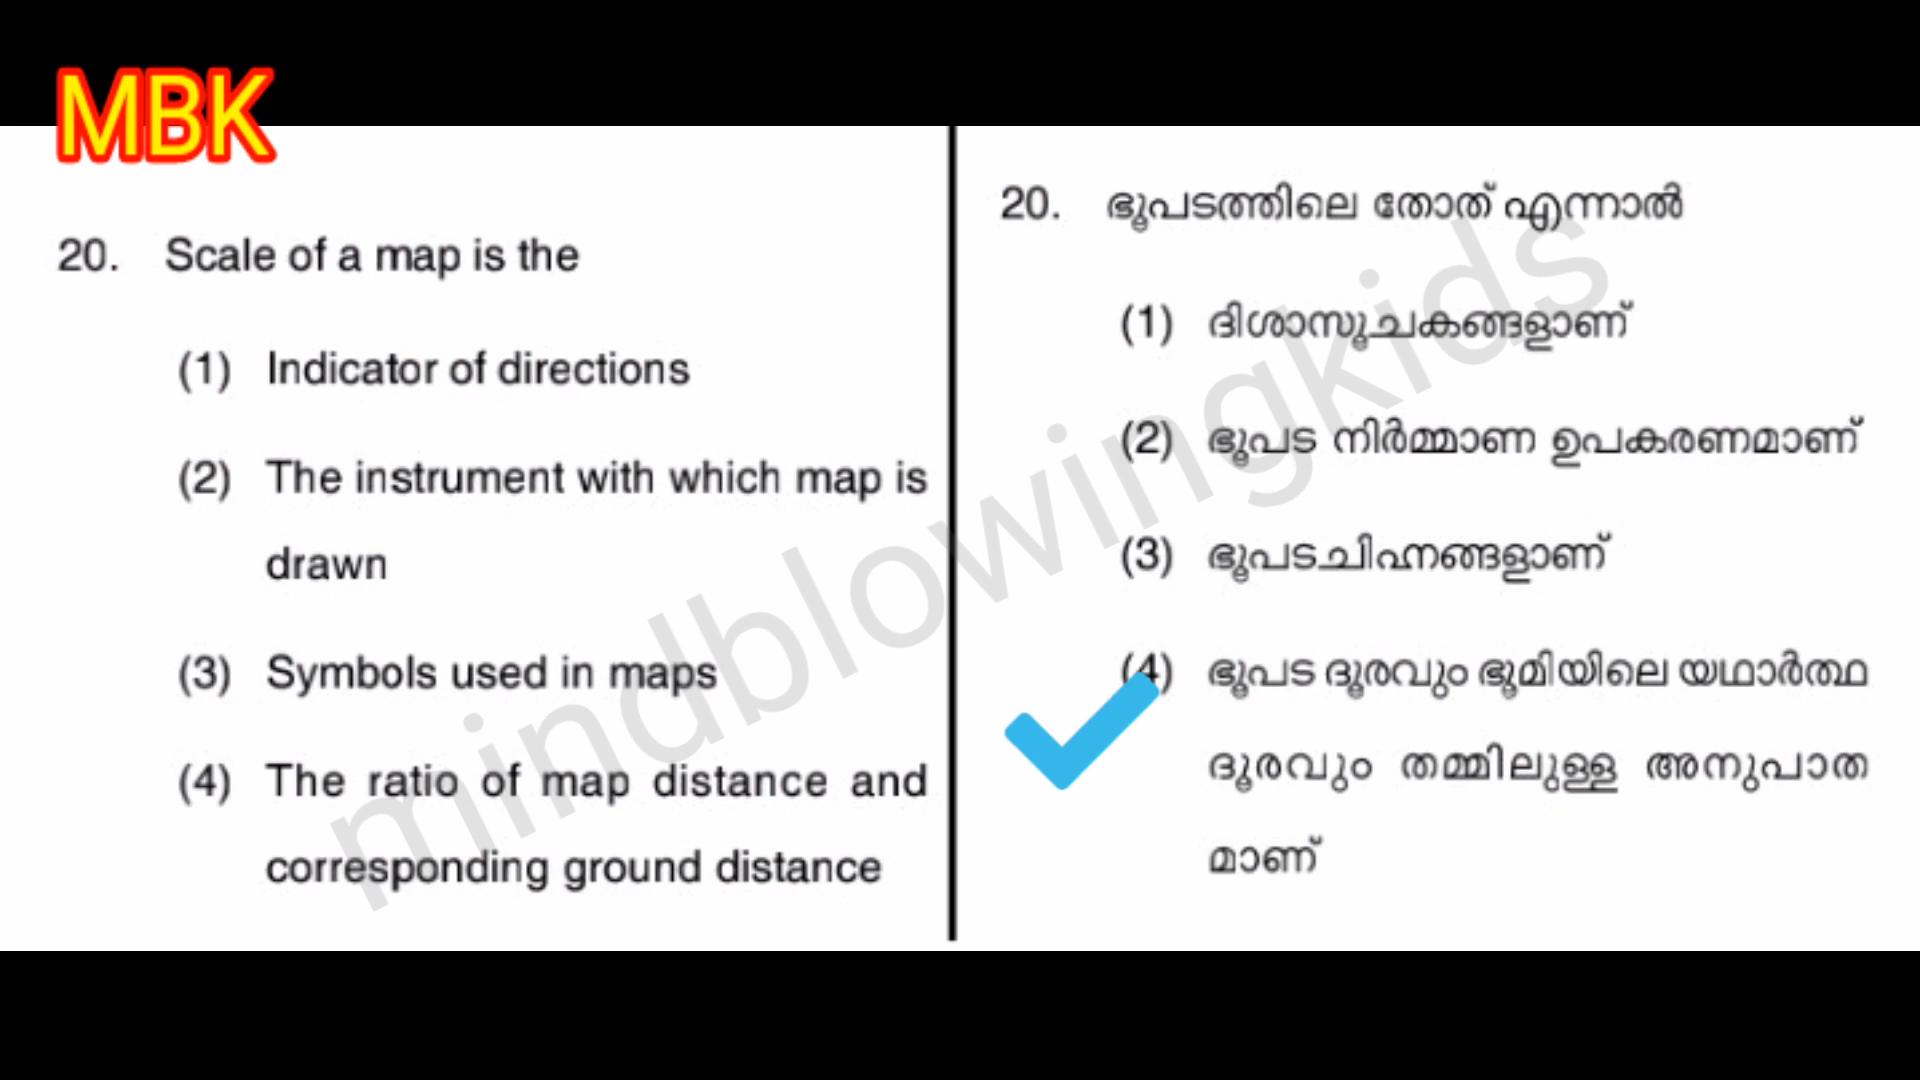 MBK
20. Scale of a map is the
(1) Indicator of directions
(2) The instrument with which map is
drawn
(3) Symbols used in maps
(4) The ratio of map distance and
corresponding ground distance
20. ഭൂപടത്തിലെ തോത് എന്നാൽ
(1) ദിശാസൂചകങ്ങളാണ്
(2) ഭൂപട നിർമ്മാണ ഉപകരണമാണ്
(3) ഭൂപടചിഹ്നങ്ങളാണ്
(4) ഭൂപട ദൂരവും ഭൂമിയിലെ യഥാർത്ഥ
ദൂരവും തമ്മിലുള്ള അനുപാത
മാണ്
mindblowingkids